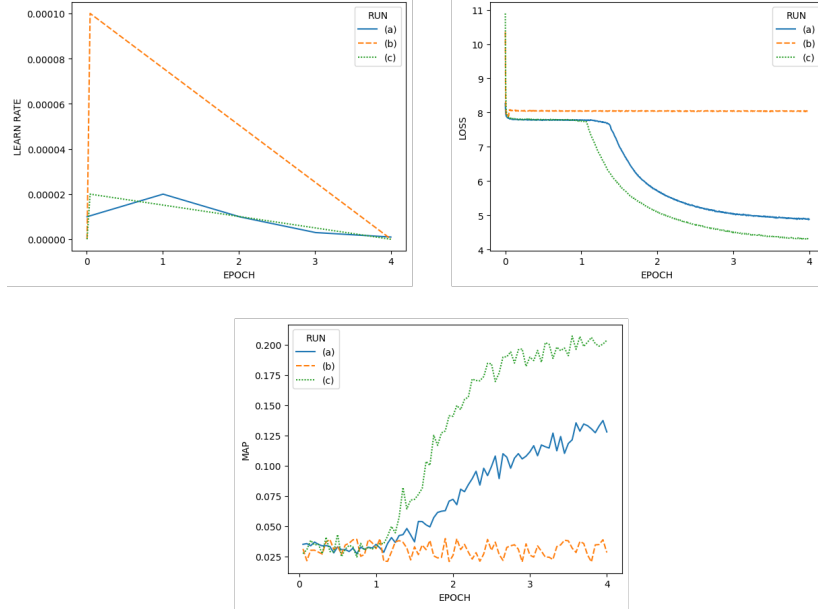 RUN
(a)
(b)
(c)
0.00010
0.00008
0.00006
0.00004
0.00002
0.00000
LEARN RATE
0 1 2 3 4
EPOCH
RUN
(a)
(b)
(c)
11
10
9
8
7
6
5
4
LOSS
0 1 2 3 4
EPOCH
RUN
(a)
(b)
(c)
0.200
0.175
0.150
0.125
0.100
0.075
0.050
0.025
MAP
0 1 2 3 4
EPOCH